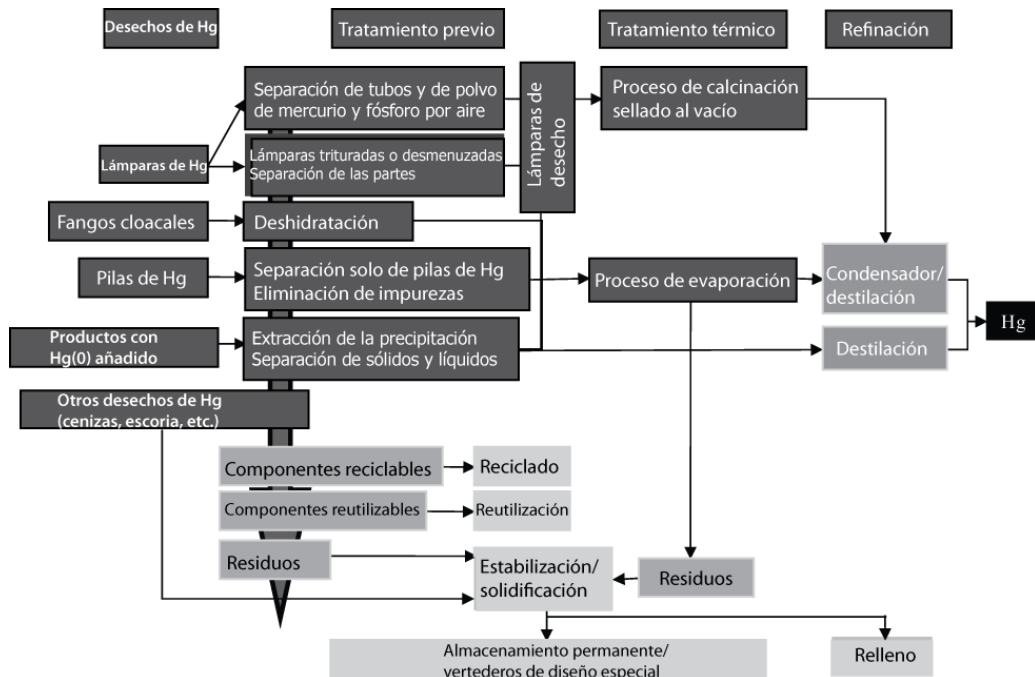 Desechos de Hg
Tratamiento previo
Tratamiento térmico
Refinación
Separación de tubos y de polvo
de mercurio y fósforo por aire
Lámparas de
desecho
Proceso de calcinación
sellado al vacío
Lámparas de Hg
Lámparas trituradas o desmenuzadas
Separación de las partes
Fangos cloacales
Deshidratación
Pilas de Hg
Separación solo de pilas de Hg
Eliminación de impurezas
Proceso de evaporación
Condensador/
destilación
Hg
Productos con
Hg(0) añadido
Extracción de la precipitación
Separación de sólidos y líquidos
Destilación
Otros desechos de Hg
(cenizas, escoria, etc.)
Componentes reciclables
Reciclado
Componentes reutilizables
Reutilización
Residuos
Estabilización/
solidificación
Residuos
Almacenamiento permanente/
vertederos de diseño especial
Relleno